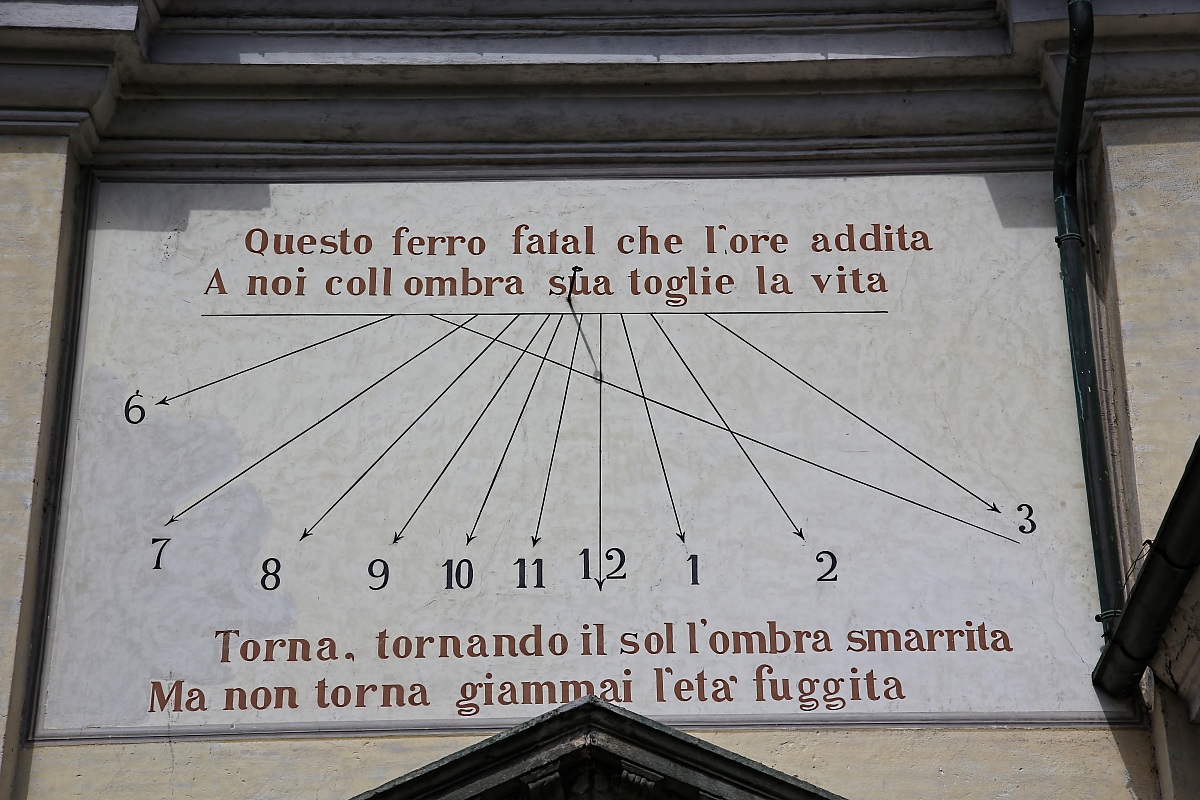 Questo ferro fatal che l'ore addita
A noi coll ombra sua toglie la vita
6
7 8 9 10 11 12 1 2 3
Torna, tornando il sol l'ombra smarrita
Ma non torna giammai l'eta' fuggita